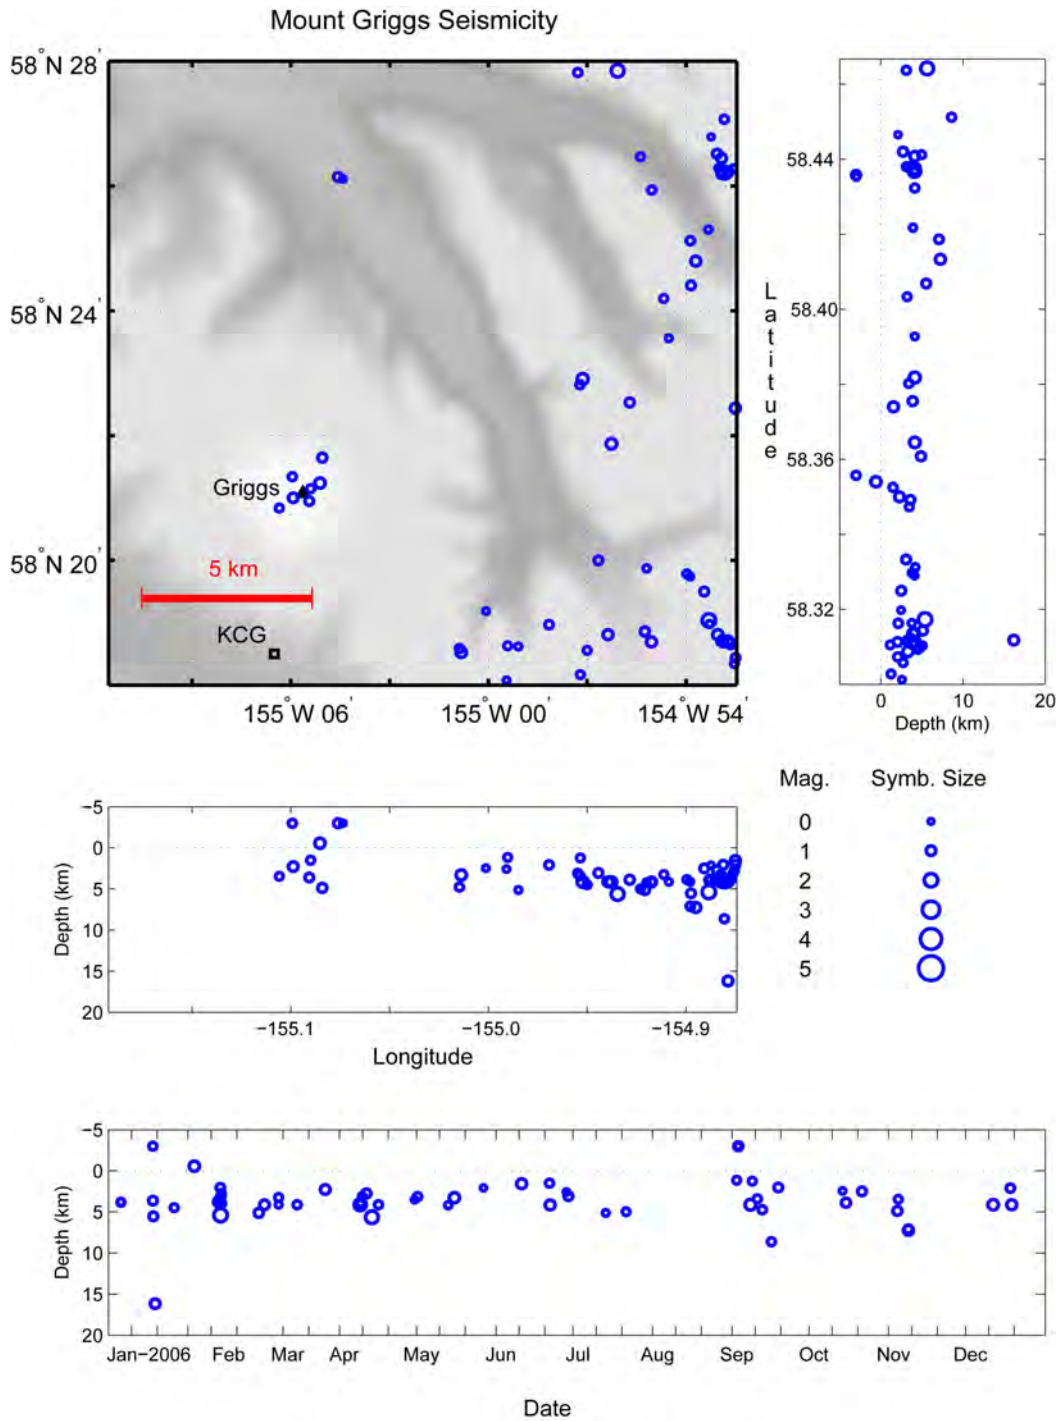 Mount Griggs Seismicity
58°N 28'
58°N 24'
58°N 20'
Griggs
5 km
KCG
155°W 06'
155°W 00'
154°W 54'
Latitude
58.44
58.40
58.36
58.32
0 10 20
Depth (km)
Mag. Symb. Size
0
1
2
3
4
5
−5
0
5
10
15
20
Depth (km)
−155.1 −155.0 −154.9
Longitude
−5
0
5
10
15
20
Depth (km)
Jan−2006 Feb Mar Apr May Jun Jul Aug Sep Oct Nov Dec
Date